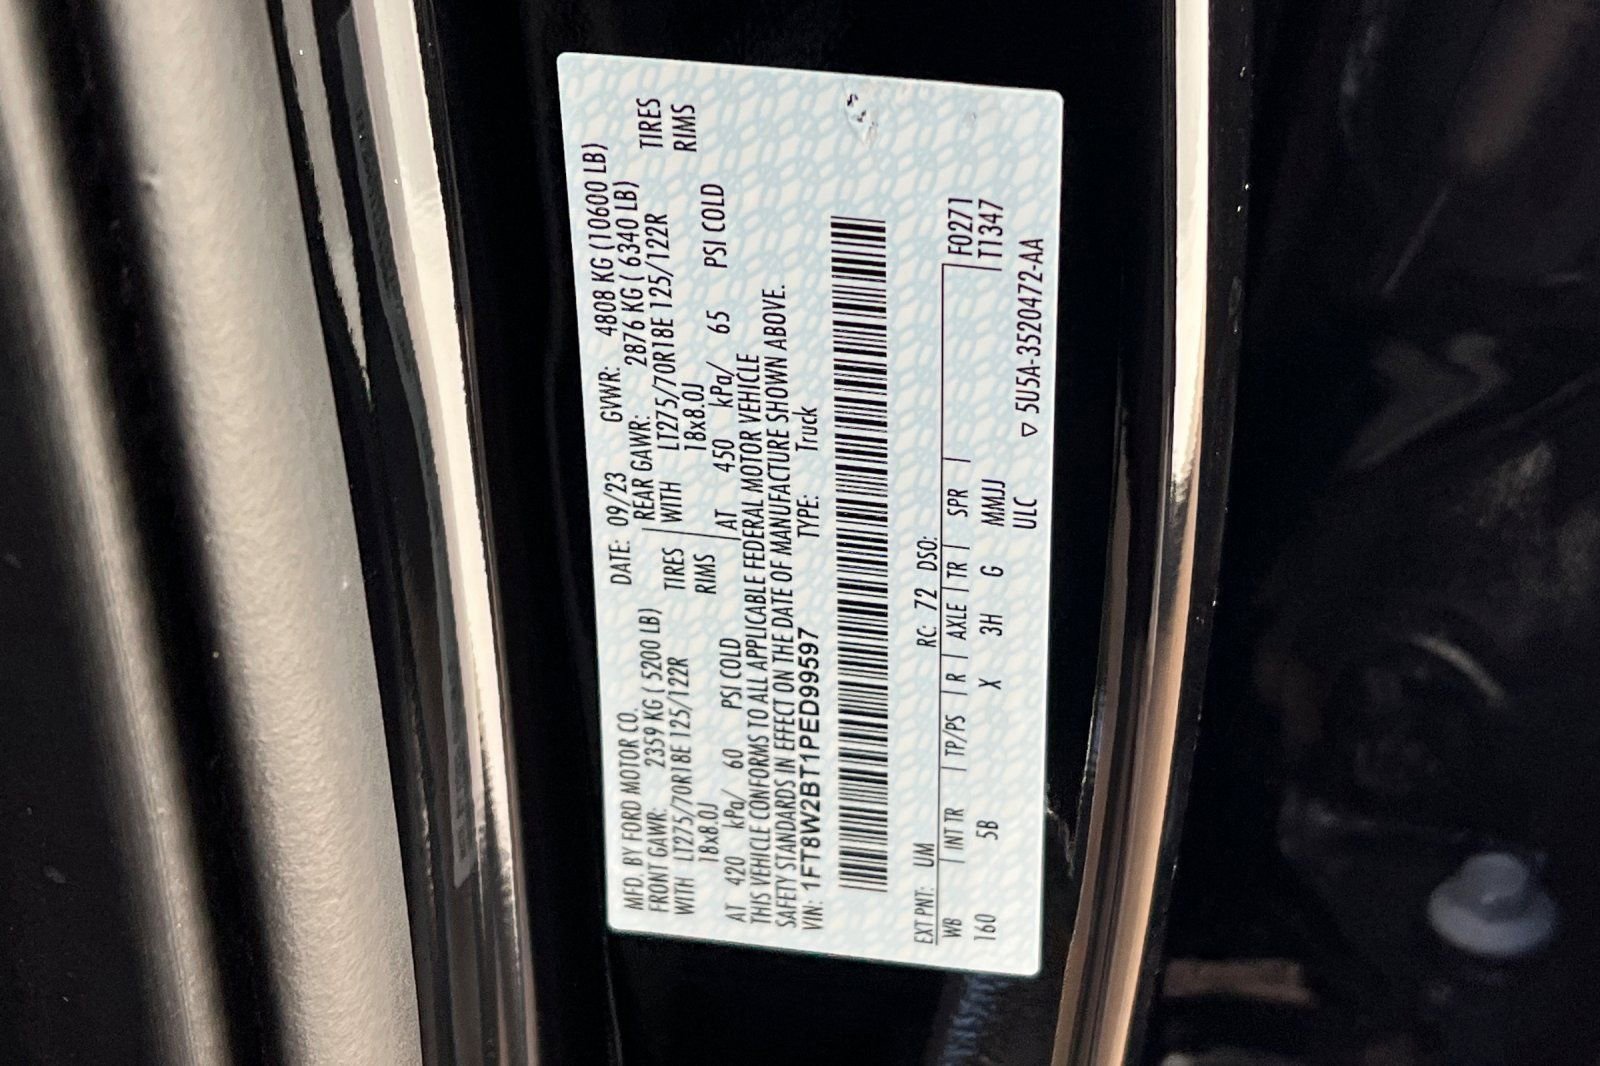 MFD. BY FORD MOTOR CO. DATE: 09/23 GVWR: 4808 KG (10600 LB)
FRONT GAWR: 2359 KG ( 5200 LB) REAR GAWR: 2876 KG ( 6340 LB)
WITH LT275/70R18E 125/122R TIRES WITH LT275/70R18E 125/122R TIRES
18x8.0J RIMS 18x8.0J RIMS
AT 420 kPa/ 60 PSI COLD AT 450 kPa/ 65 PSI COLD
THIS VEHICLE CONFORMS TO ALL APPLICABLE FEDERAL MOTOR VEHICLE
SAFETY STANDARDS IN EFFECT ON THE DATE OF MANUFACTURE SHOWN ABOVE.
VIN: 1FT8W2BT1PED99597 TYPE: Truck
EXT PNT: UM RC: 72 DSO: F0271
WB INT TR TP/PS R AXLE TR SPR T1347
160 5B X 3H G MMJJ
ULC ▽ 5U5A-3520472-AA